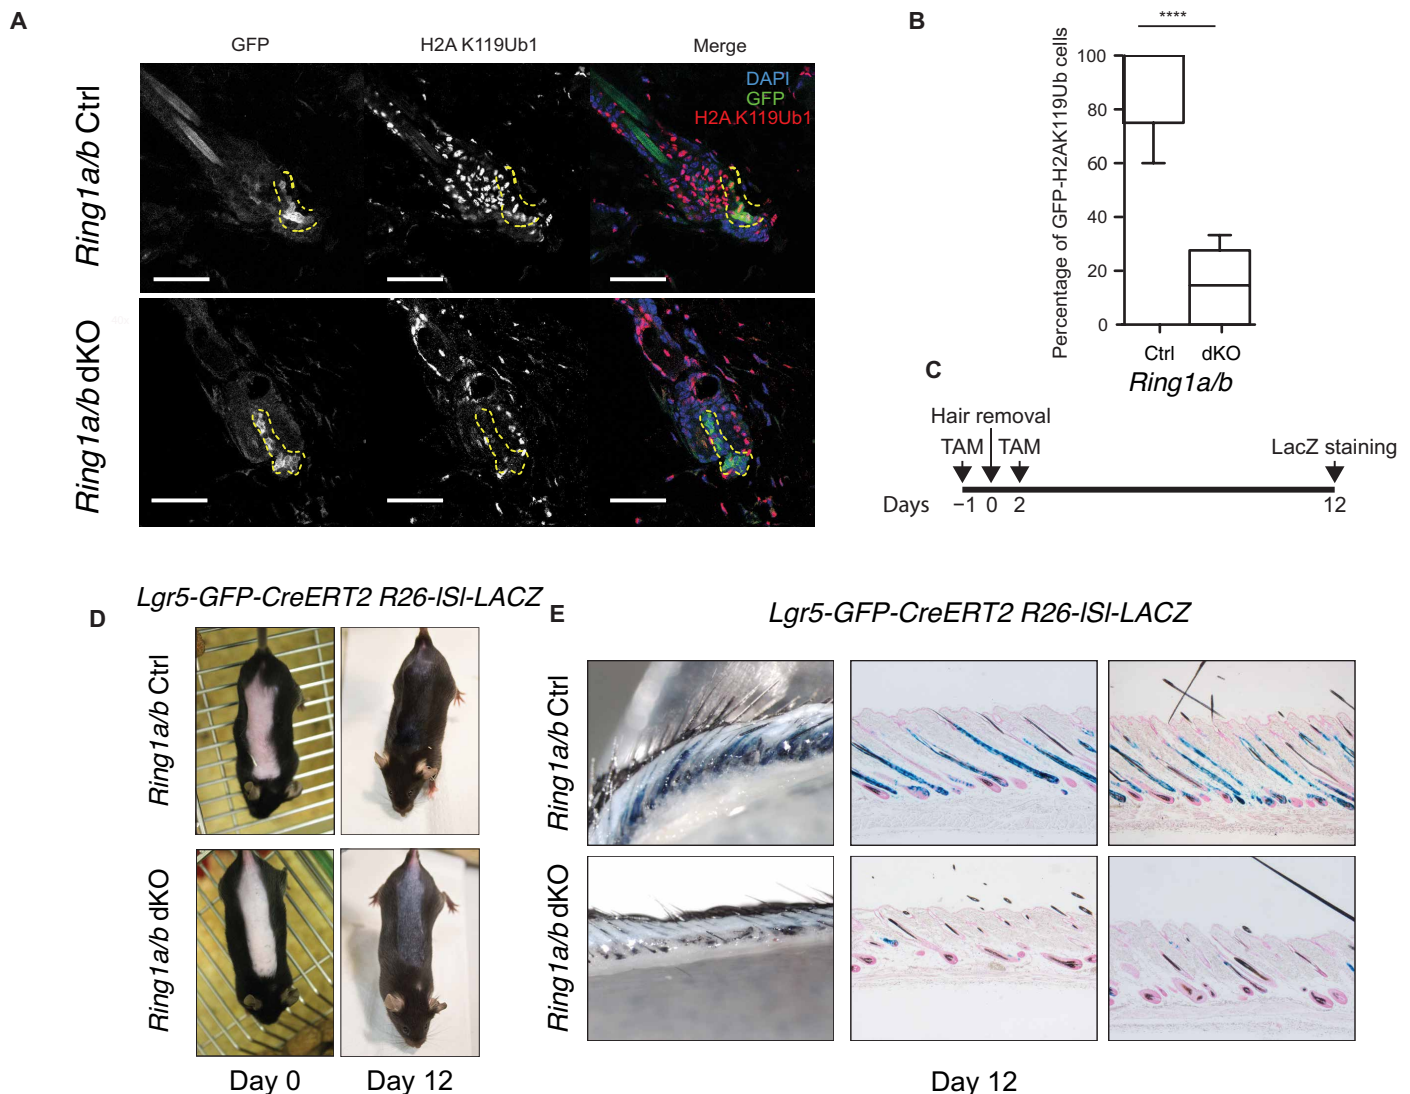 A
GFP
H2A K119Ub1
Merge
Ring1a/b Ctrl
DAPI
GFP
H2A.K119Ub1
Ring1a/b dKO
B
****
Percentage of GFP-H2AK119Ub cells
100
80
60
40
20
0
Ctrl
dKO
Ring1a/b
C
Hair removal
TAM
TAM
LacZ staining
Days
−1
0
2
12
D
Lgr5-GFP-CreERT2 R26-lSl-LACZ
Ring1a/b Ctrl
Ring1a/b dKO
Day 0
Day 12
E
Lgr5-GFP-CreERT2 R26-lSl-LACZ
Ring1a/b Ctrl
Ring1a/b dKO
Day 12